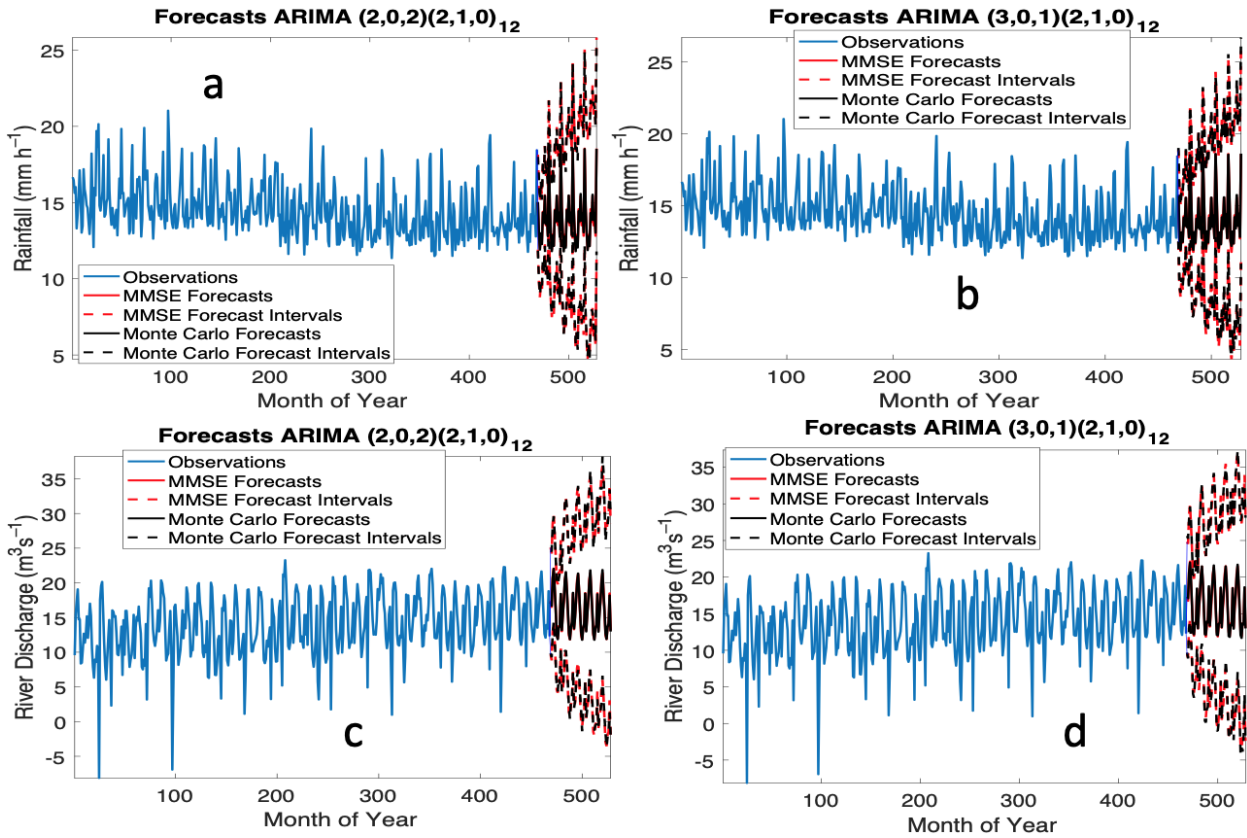 Forecasts ARIMA (2,0,2)(2,1,0)12
25
20
15
10
5
Rainfall (mm h−1)
a
Observations
MMSE Forecasts
MMSE Forecast Intervals
Monte Carlo Forecasts
Monte Carlo Forecast Intervals
100
200
300
400
500
Month of Year
Forecasts ARIMA (3,0,1)(2,1,0)12
25
20
15
10
5
Rainfall (mm h−1)
Observations
MMSE Forecasts
MMSE Forecast Intervals
Monte Carlo Forecasts
Monte Carlo Forecast Intervals
b
100
200
300
400
500
Month of Year
Forecasts ARIMA (2,0,2)(2,1,0)12
35
30
25
20
15
10
5
0
-5
River Discharge (m3s−1)
Observations
MMSE Forecasts
MMSE Forecast Intervals
Monte Carlo Forecasts
Monte Carlo Forecast Intervals
c
100
200
300
400
500
Month of Year
Forecasts ARIMA (3,0,1)(2,1,0)12
35
30
25
20
15
10
5
0
-5
River Discharge (m3s−1)
Observations
MMSE Forecasts
MMSE Forecast Intervals
Monte Carlo Forecasts
Monte Carlo Forecast Intervals
d
100
200
300
400
500
Month of Year